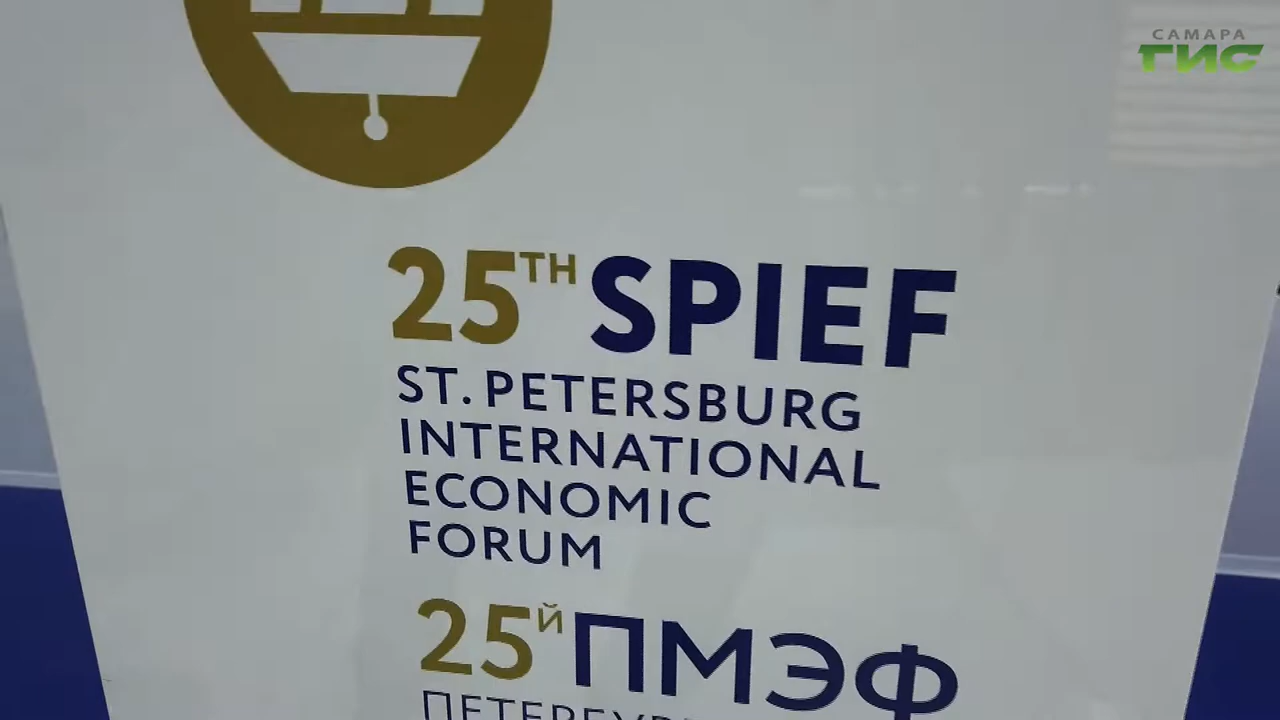 САМАРА
ГИС
25TH SPIEF
ST. PETERSBURG
INTERNATIONAL
ECONOMIC
FORUM
25й ПМЭФ